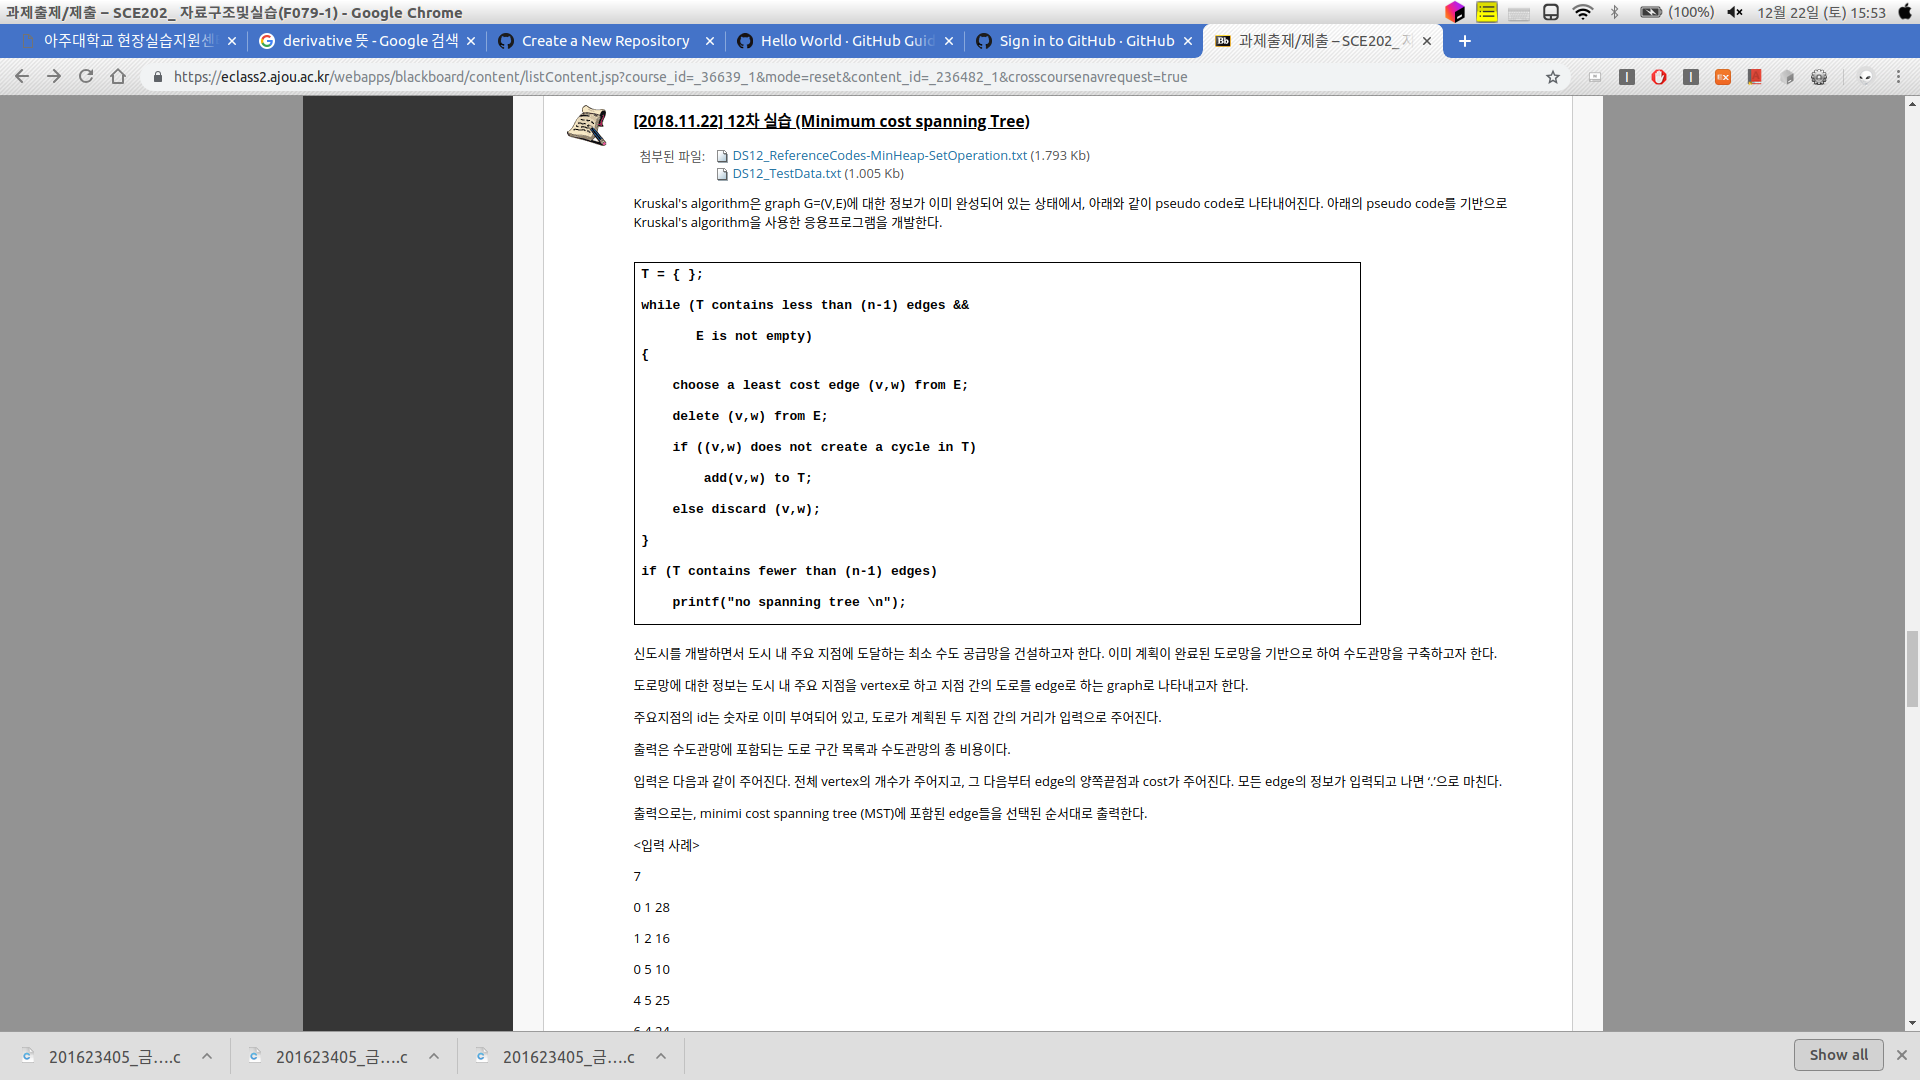 과제출제/제출 – SCE202_ 자료구조및실습(F079-1) - Google Chrome
(100%)
12월 22일 (토) 15:53
아주대학교 현장실습지원센
derivative 뜻 - Google 검색
Create a New Repository
Hello World · GitHub Guid
Sign in to GitHub · GitHub
Bb 과제출제/제출 – SCE202_
https://eclass2.ajou.ac.kr/webapps/blackboard/content/listContent.jsp?course_id=_36639_1&mode=reset&content_id=_236482_1&crosscoursenavrequest=true
[2018.11.22] 12차 실습 (Minimum cost spanning Tree)
첨부된 파일: DS12_ReferenceCodes-MinHeap-SetOperation.txt (1.793 Kb)
DS12_TestData.txt (1.005 Kb)
Kruskal's algorithm은 graph G=(V,E)에 대한 정보가 이미 완성되어 있는 상태에서, 아래와 같이 pseudo code로 나타내어진다. 아래의 pseudo code를 기반으로
Kruskal's algorithm을 사용한 응용프로그램을 개발한다.
T = { };
while (T contains less than (n-1) edges &&
E is not empty)
{
choose a least cost edge (v,w) from E;
delete (v,w) from E;
if ((v,w) does not create a cycle in T)
add(v,w) to T;
else discard (v,w);
}
if (T contains fewer than (n-1) edges)
printf("no spanning tree \n");
신도시를 개발하면서 도시 내 주요 지점에 도달하는 최소 수도 공급망을 건설하고자 한다. 이미 계획이 완료된 도로망을 기반으로 하여 수도관망을 구축하고자 한다.
도로망에 대한 정보는 도시 내 주요 지점을 vertex로 하고 지점 간의 도로를 edge로 하는 graph로 나타내고자 한다.
주요지점의 id는 숫자로 이미 부여되어 있고, 도로가 계획된 두 지점 간의 거리가 입력으로 주어진다.
출력은 수도관망에 포함되는 도로 구간 목록과 수도관망의 총 비용이다.
입력은 다음과 같이 주어진다. 전체 vertex의 개수가 주어지고, 그 다음부터 edge의 양쪽끝점과 cost가 주어진다. 모든 edge의 정보가 입력되고 나면 ‘.’으로 마친다.
출력으로는, minimi cost spanning tree (MST)에 포함된 edge들을 선택된 순서대로 출력한다.
<입력 사례>
7
0 1 28
1 2 16
0 5 10
4 5 25
6 4 24
201623405_금....c
201623405_금....c
201623405_금....c
Show all